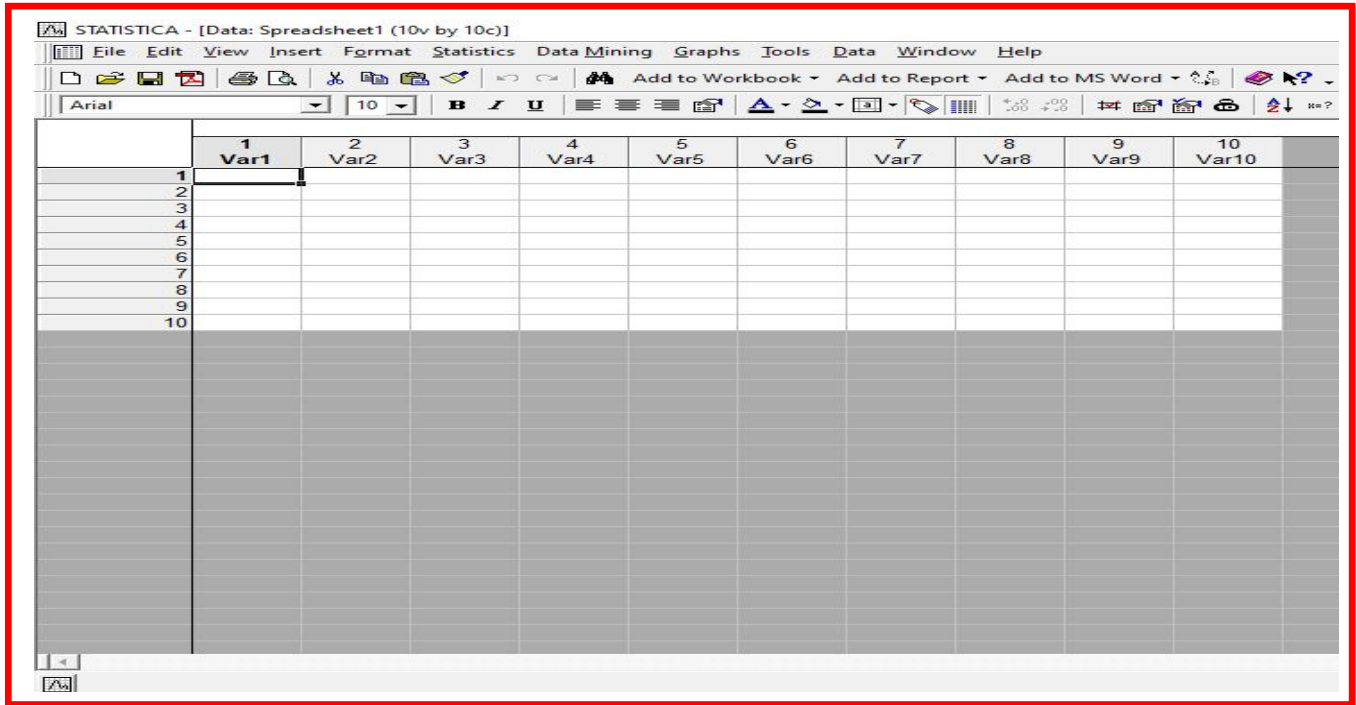 STATISTICA - [Data: Spreadsheet1 (10v by 10c)]
File Edit View Insert Format Statistics Data Mining Graphs Tools Data Window Help
Add to Workbook Add to Report Add to MS Word
Arial 10 B I U
1 2 3 4 5 6 7 8 9 10
Var1 Var2 Var3 Var4 Var5 Var6 Var7 Var8 Var9 Var10
1
2
3
4
5
6
7
8
9
10